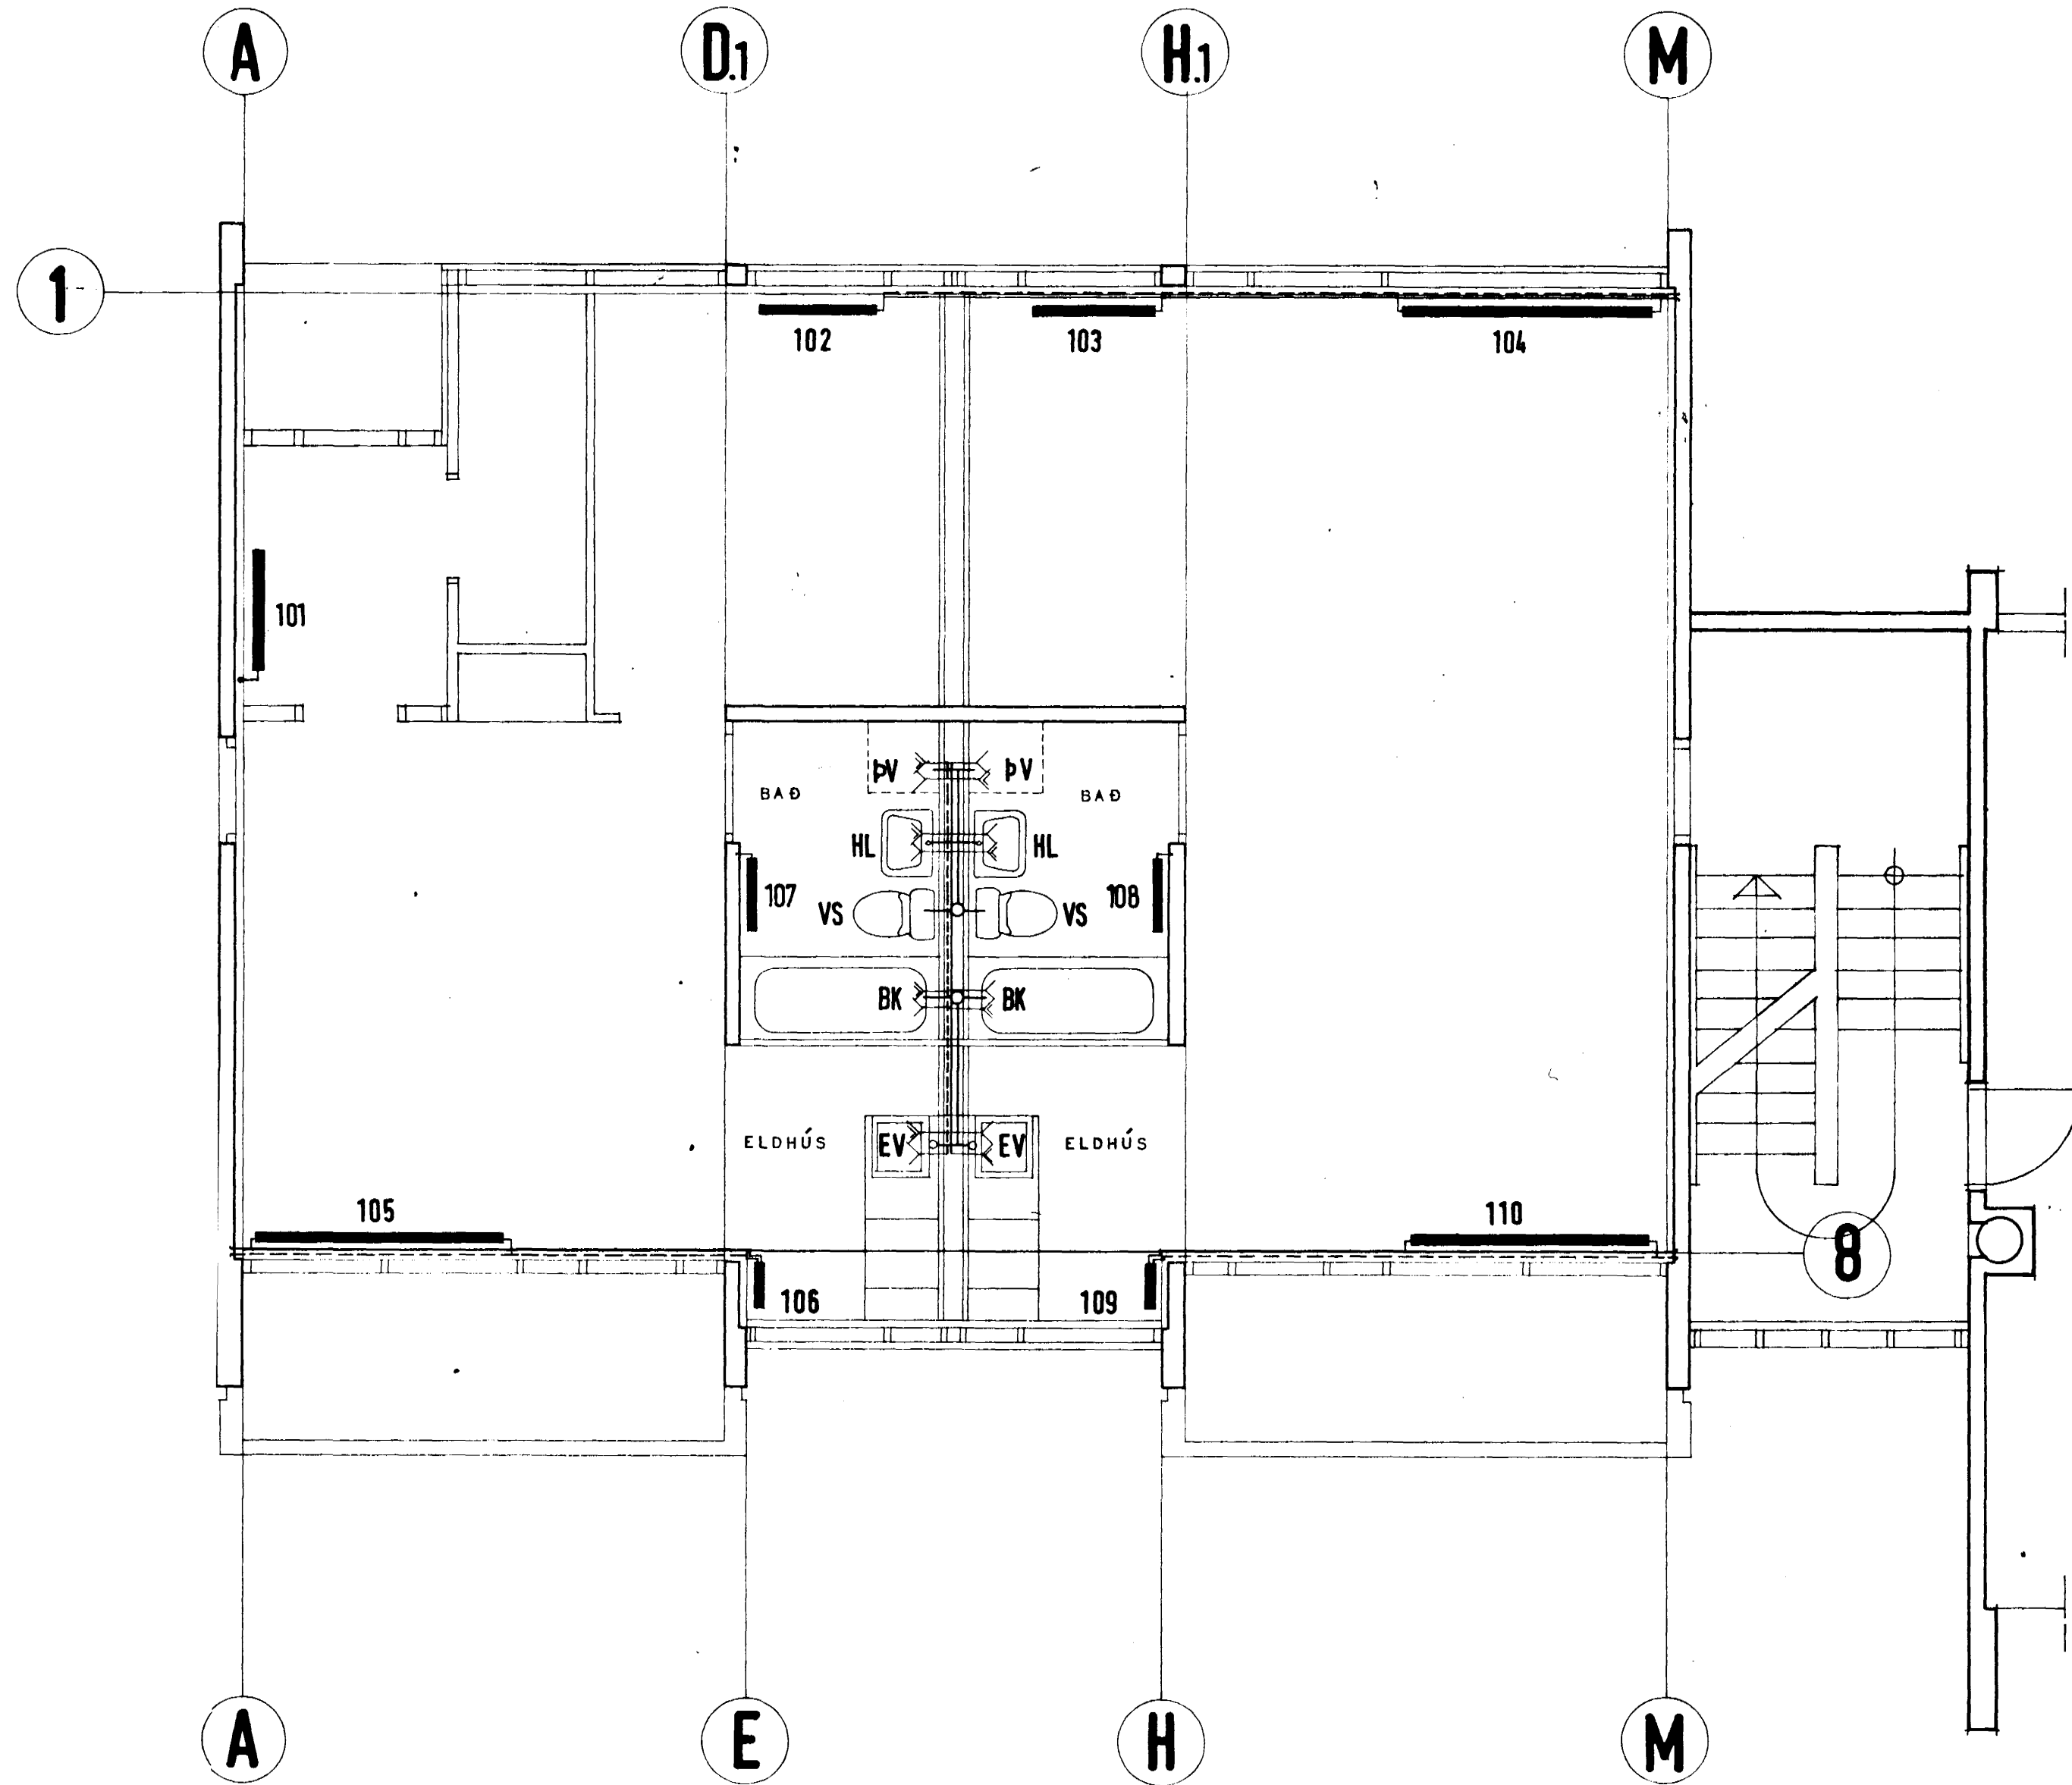 A D.1 H.1 M
1
102 103 104
101
ÞV ÞV
BAÐ BAÐ
HL HL
107 108
VS VS
BK BK
ELDHÚS EV EV ELDHÚS
105 110
8
106 109
A E H M